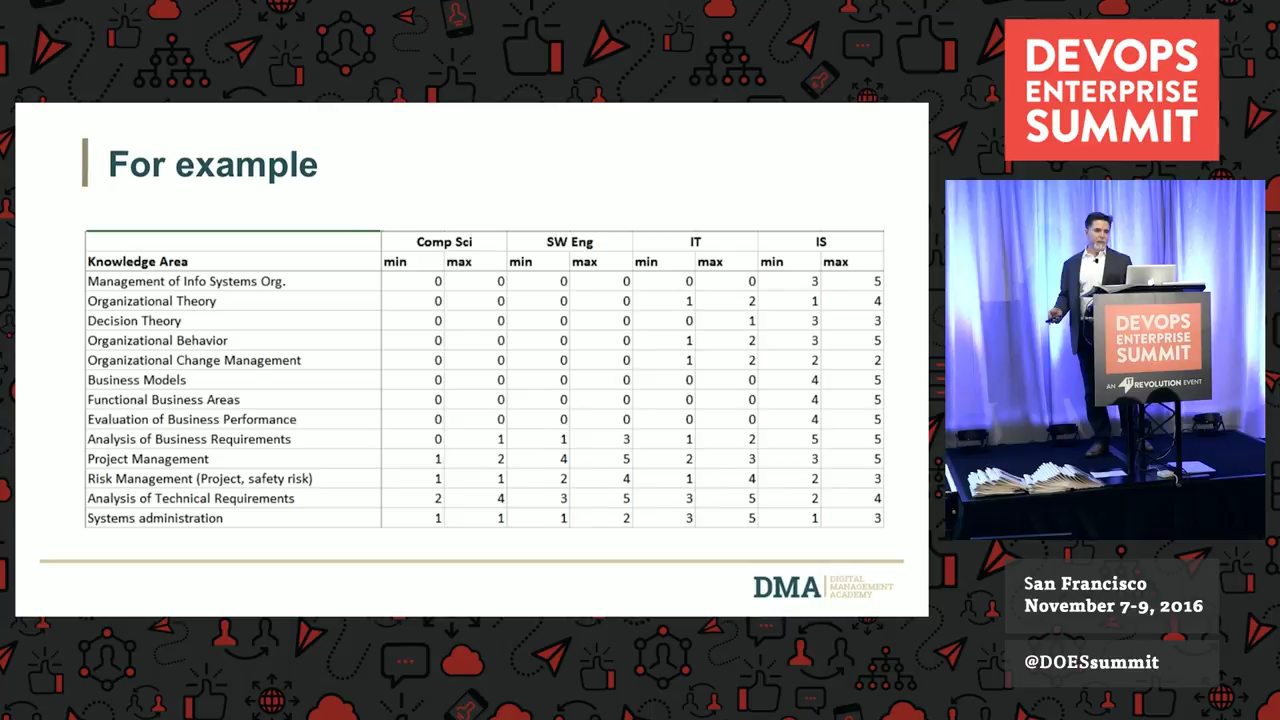 DEVOPS
ENTERPRISE
SUMMIT
For example
Comp Sci SW Eng IT IS
Knowledge Area min max min max min max min max
Management of Info Systems Org. 0 0 0 0 0 0 3 5
Organizational Theory 0 0 0 0 1 2 1 4
Decision Theory 0 0 0 0 0 1 3 3
Organizational Behavior 0 0 0 0 1 2 3 5
Organizational Change Management 0 0 0 0 1 2 2 2
Business Models 0 0 0 0 0 0 4 5
Functional Business Areas 0 0 0 0 0 0 4 5
Evaluation of Business Performance 0 0 0 0 0 0 4 5
Analysis of Business Requirements 0 1 1 3 1 2 5 5
Project Management 1 2 4 5 2 3 3 5
Risk Management (Project, safety risk) 1 1 2 4 1 4 2 3
Analysis of Technical Requirements 2 4 3 5 3 5 2 4
Systems administration 1 1 1 2 3 5 1 3
DMA DIGITAL
MANAGEMENT
ACADEMY
DEVOPS
ENTERPRISE
SUMMIT
AN IT REVOLUTION EVENT
San Francisco
November 7-9, 2016
@DOESsummit